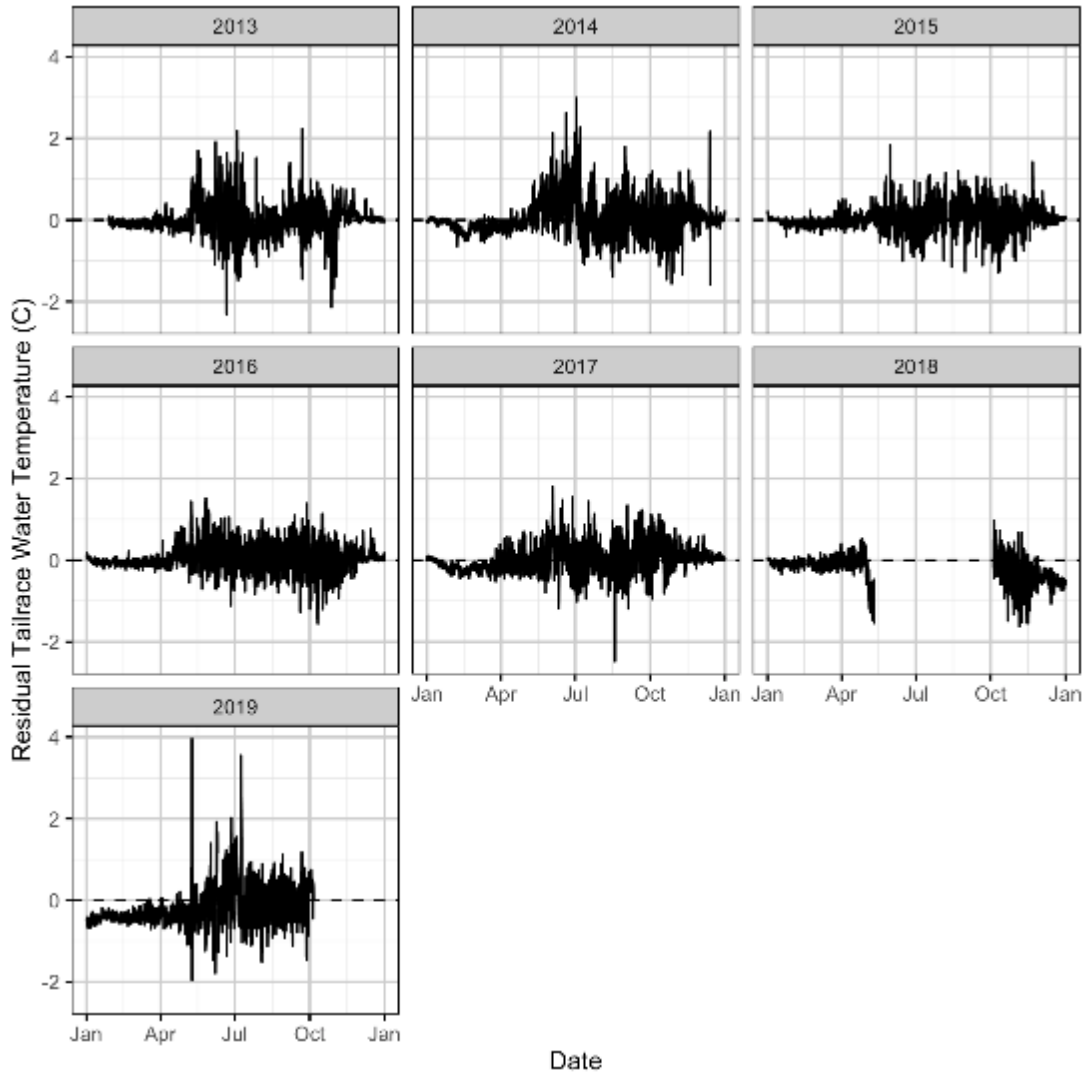 2013 2014 2015
4
2
0
-2
2016 2017 2018
4
2
0
-2
Jan Apr Jul Oct Jan Jan Apr Jul Oct Jan
2019
4
2
0
-2
Jan Apr Jul Oct Jan
Residual Tailrace Water Temperature (C)
Date